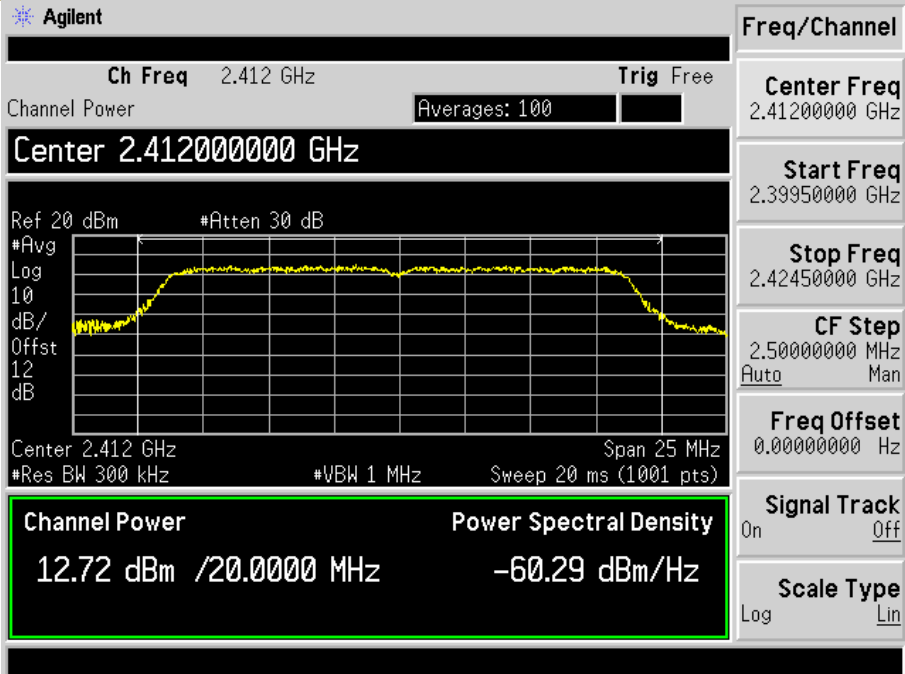 Agilent
Freq/Channel
Ch Freq 2.412 GHz Trig Free
Channel Power Averages: 100
Center 2.412000000 GHz
Ref 20 dBm #Atten 30 dB
#Avg
Log
10
dB/
Offst
12
dB
Center 2.412 GHz Span 25 MHz
#Res BW 300 kHz #VBW 1 MHz Sweep 20 ms (1001 pts)
Channel Power Power Spectral Density
12.72 dBm /20.0000 MHz -60.29 dBm/Hz
Center Freq
2.41200000 GHz
Start Freq
2.39950000 GHz
Stop Freq
2.42450000 GHz
CF Step
2.50000000 MHz
Auto Man
Freq Offset
0.00000000 Hz
Signal Track
On Off
Scale Type
Log Lin